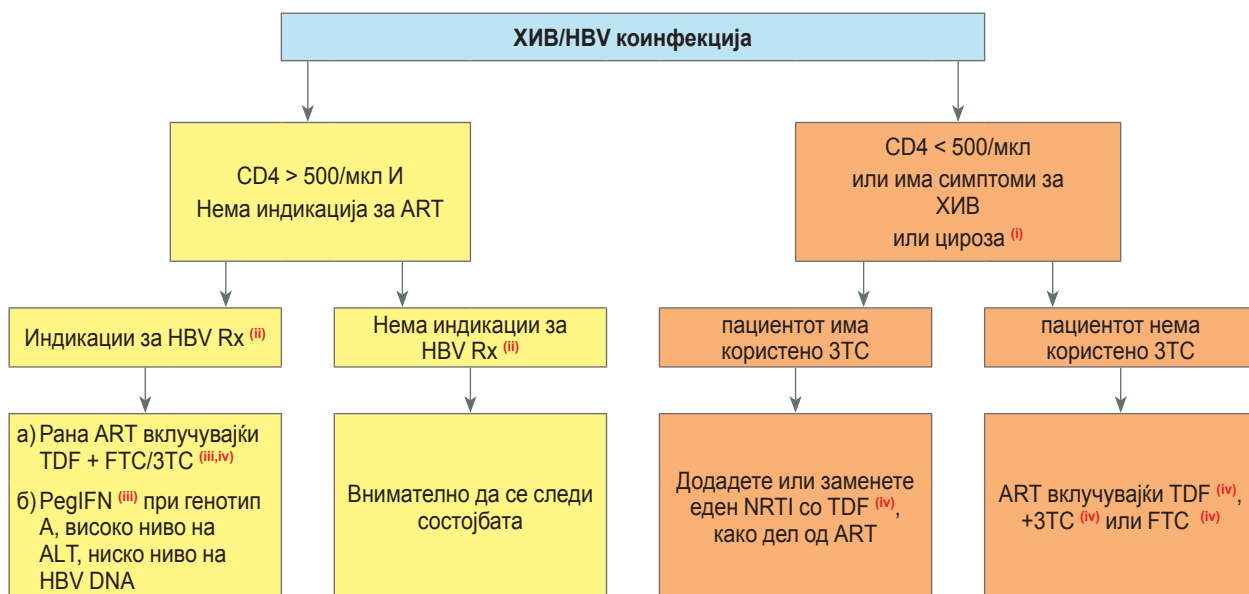 ХИВ/HBV коинфекција
CD4 > 500/мкл И
Нема индикација за ART
CD4 < 500/мкл
или има симптоми за
ХИВ
или цироза (i)
Индикации за HBV Rx (ii)
Нема индикации за
HBV Rx (ii)
пациентот има
користено 3TC
пациентот нема
користено 3TC
а) Рана ART вклучувајќи
TDF + FTC/3TC (iii,iv)
б) PegIFN (iii) при генотип
А, високо ниво на
ALT, ниско ниво на
HBV DNA
Внимателно да се следи
состојбата
Додадете или заменете
еден NRTI со TDF (iv),
како дел од ART
ART вклучувајќи TDF (iv),
+3TC (iv) или FTC (iv)